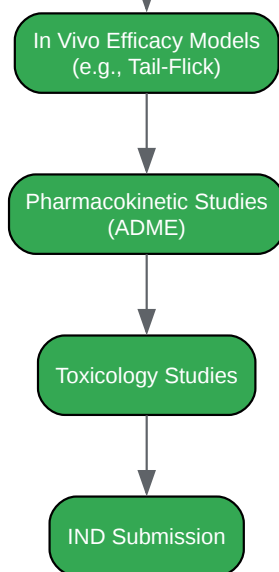 In Vivo Efficacy Models
(e.g., Tail-Flick)
Pharmacokinetic Studies
(ADME)
Toxicology Studies
IND Submission